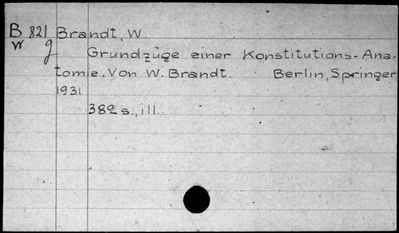 B 821 Brandt, W.
w g Grundzüge einer Konstitutions-Ana-
tomie. Von W. Brandt. Berlin, Springer
1931
382 s., ill.